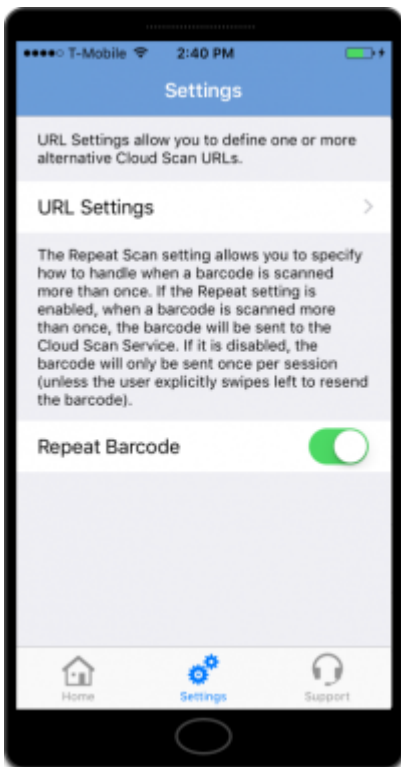 T-Mobile 2:40 PM
Settings
URL Settings allow you to define one or more
alternative Cloud Scan URLs.
URL Settings
The Repeat Scan setting allows you to specify
how to handle when a barcode is scanned
more than once. If the Repeat setting is
enabled, when a barcode is scanned more
than once, the barcode will be sent to the
Cloud Scan Service. If it is disabled, the
barcode will only be sent once per session
(unless the user explicitly swipes left to resend
the barcode).
Repeat Barcode
Home Settings Support